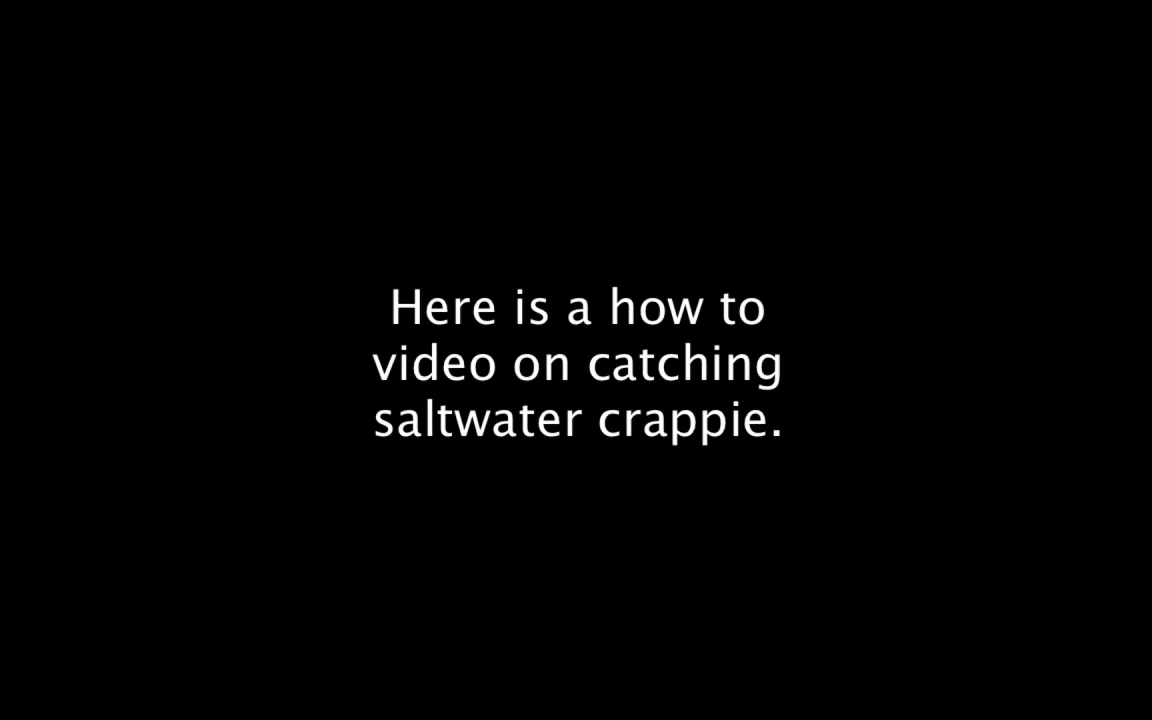 Here is a how to
video on catching
saltwater crappie.